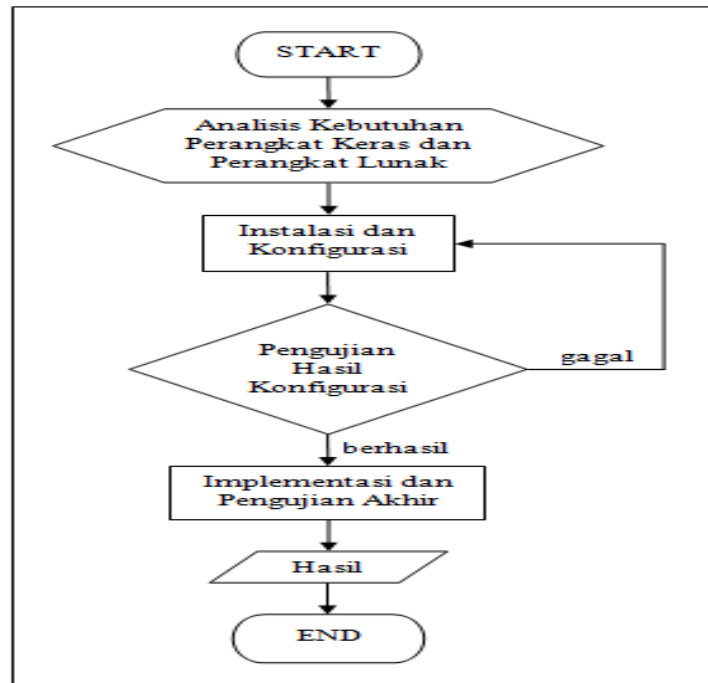 START
Analisis Kebutuhan
Perangkat Keras dan
Perangkat Lunak
Instalasi dan
Konfigurasi
Pengujian
Hasil
Konfigurasi
gagal
berhasil
Implementasi dan
Pengujian Akhir
Hasil
END